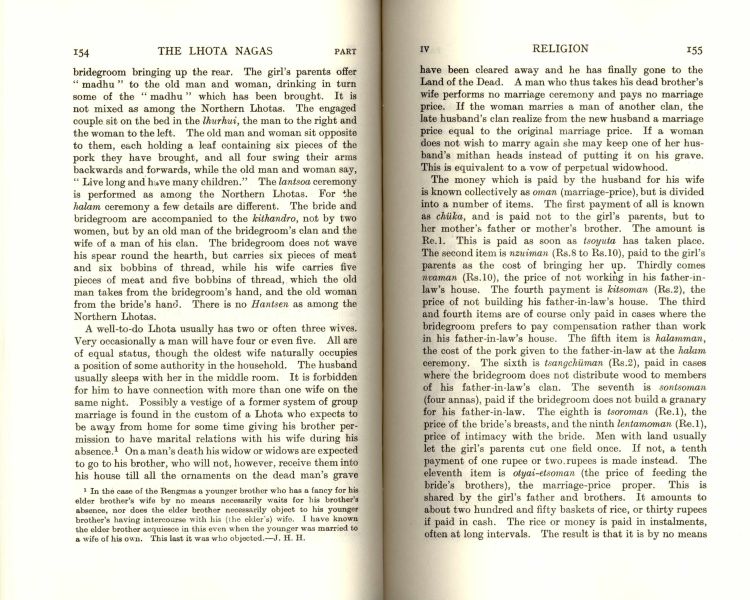 154 THE LHOTA NAGAS PART
bridegroom bringing up the rear. The girl's parents offer
" madhu " to the old man and woman, drinking in turn
some of the " madhu " which has been brought. It is
not mixed as among the Northern Lhotas. The engaged
couple sit on the bed in the lhurhui, the man to the right and
the woman to the left. The old man and woman sit opposite
to them, each holding a leaf containing six pieces of the
pork they have brought, and all four swing their arms
backwards and forwards, while the old man and woman say,
" Live long and have many children." The lantsoa ceremony
is performed as among the Northern Lhotas. For the
halam ceremony a few details are different. The bride and
bridegroom are accompanied to the kithandro, not by two
women, but by an old man of the bridegroom's clan and the
wife of a man of his clan. The bridegroom does not wave
his spear round the hearth, but carries six pieces of meat
and six bobbins of thread, while his wife carries five
pieces of meat and five bobbins of thread, which the old
man takes from the bridegroom's hand, and the old woman
from the bride's hand. There is no Hantsen as among the
Northern Lhotas.
A well-to-do Lhota usually has two or often three wives.
Very occasionally a man will have four or even five. All are
of equal status, though the oldest wife naturally occupies
a position of some authority in the household. The husband
usually sleeps with her in the middle room. It is forbidden
for him to have connection with more than one wife on the
same night. Possibly a vestige of a former system of group
marriage is found in the custom of a Lhota who expects to
be away from home for some time giving his brother per-
mission to have marital relations with his wife during his
absence.¹ On a man's death his widow or widows are expected
to go to his brother, who will not, however, receive them into
his house till all the ornaments on the dead man's grave
¹ In the case of the Rengmas a younger brother who has a fancy for his
elder brother's wife by no means necessarily waits for his brother's
absence, nor does the elder brother necessarily object to his younger
brother's having intercourse with his (the elder's) wife. I have known
the elder brother acquiesce in this even when the younger was married to
a wife of his own. This last it was who objected.—J. H. H.
IV RELIGION 155
have been cleared away and he has finally gone to the
Land of the Dead. A man who thus takes his dead brother's
wife performs no marriage ceremony and pays no marriage
price. If the woman marries a man of another clan, the
late husband's clan realize from the new husband a marriage
price equal to the original marriage price. If a woman
does not wish to marry again she may keep one of her hus-
band's mithan heads instead of putting it on his grave.
This is equivalent to a vow of perpetual widowhood.
The money which is paid by the husband for his wife
is known collectively as oman (marriage-price), but is divided
into a number of items. The first payment of all is known
as chüka, and is paid not to the girl's parents, but to
her mother's father or mother's brother. The amount is
Re.1. This is paid as soon as tsoyuta has taken place.
The second item is nzuiman (Rs.8 to Rs.10), paid to the girl's
parents as the cost of bringing her up. Thirdly comes
nvaman (Rs.10), the price of not working in his father-in-
law's house. The fourth payment is kitsoman (Rs.2), the
price of not building his father-in-law's house. The third
and fourth items are of course only paid in cases where the
bridegroom prefers to pay compensation rather than work
in his father-in-law's house. The fifth item is halamman,
the cost of the pork given to the father-in-law at the halam
ceremony. The sixth is tsangchüman (Rs.2), paid in cases
where the bridegroom does not distribute wood to members
of his father-in-law's clan. The seventh is sontsoman
(four annas), paid if the bridegroom does not build a granary
for his father-in-law. The eighth is tsoroman (Re.1), the
price of the bride's breasts, and the ninth lentamoman (Re.1),
price of intimacy with the bride. Men with land usually
let the girl's parents cut one field once. If not, a tenth
payment of one rupee or two rupees is made instead. The
eleventh item is otyai-etsoman (the price of feeding the
bride's brothers), the marriage-price proper. This is
shared by the girl's father and brothers. It amounts to
about two hundred and fifty baskets of rice, or thirty rupees
if paid in cash. The rice or money is paid in instalments,
often at long intervals. The result is that it is by no means